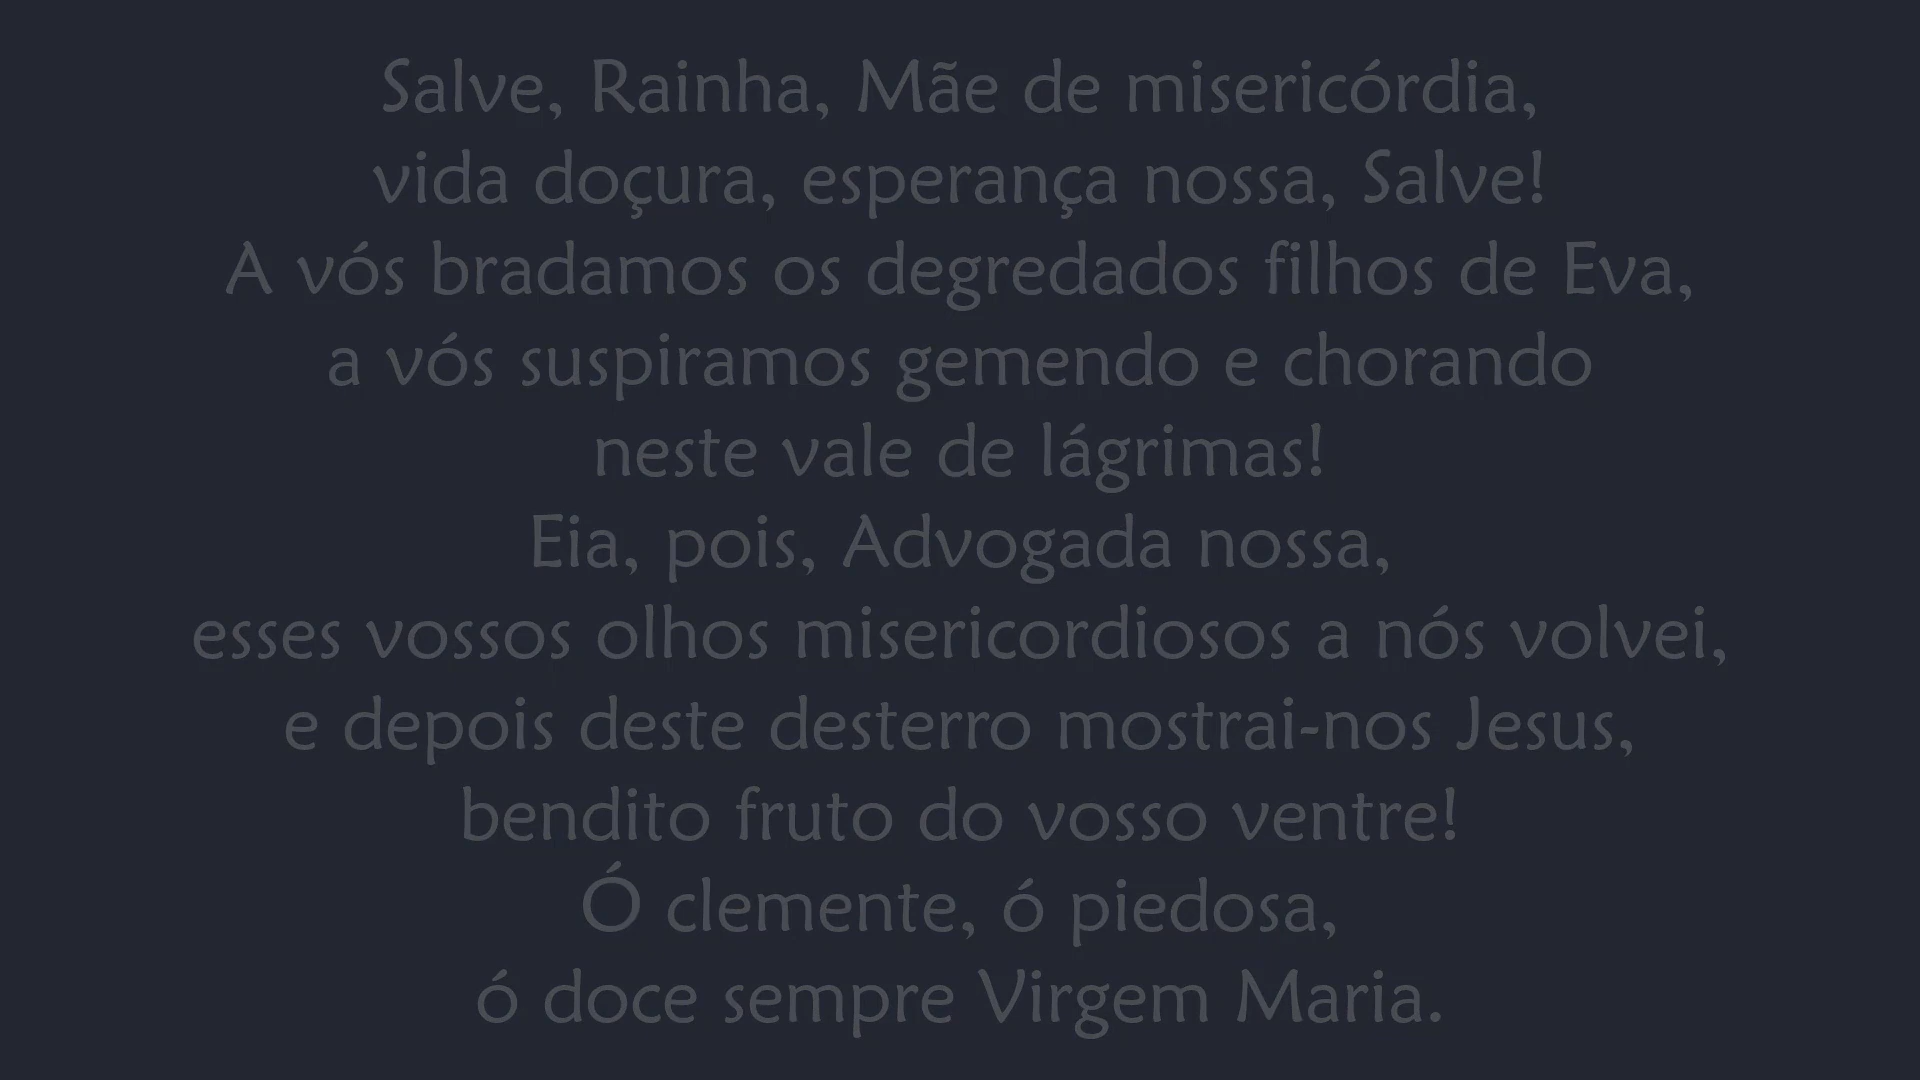 Salve, Rainha, Mãe de misericórdia,
vida doçura, esperança nossa, Salve!
A vós bradamos os degredados filhos de Eva,
a vós suspiramos gemendo e chorando
neste vale de lágrimas!
Eia, pois, Advogada nossa,
esses vossos olhos misericordiosos a nós volvei,
e depois deste desterro mostrai-nos Jesus,
bendito fruto do vosso ventre!
Ó clemente, ó piedosa,
ó doce sempre Virgem Maria.